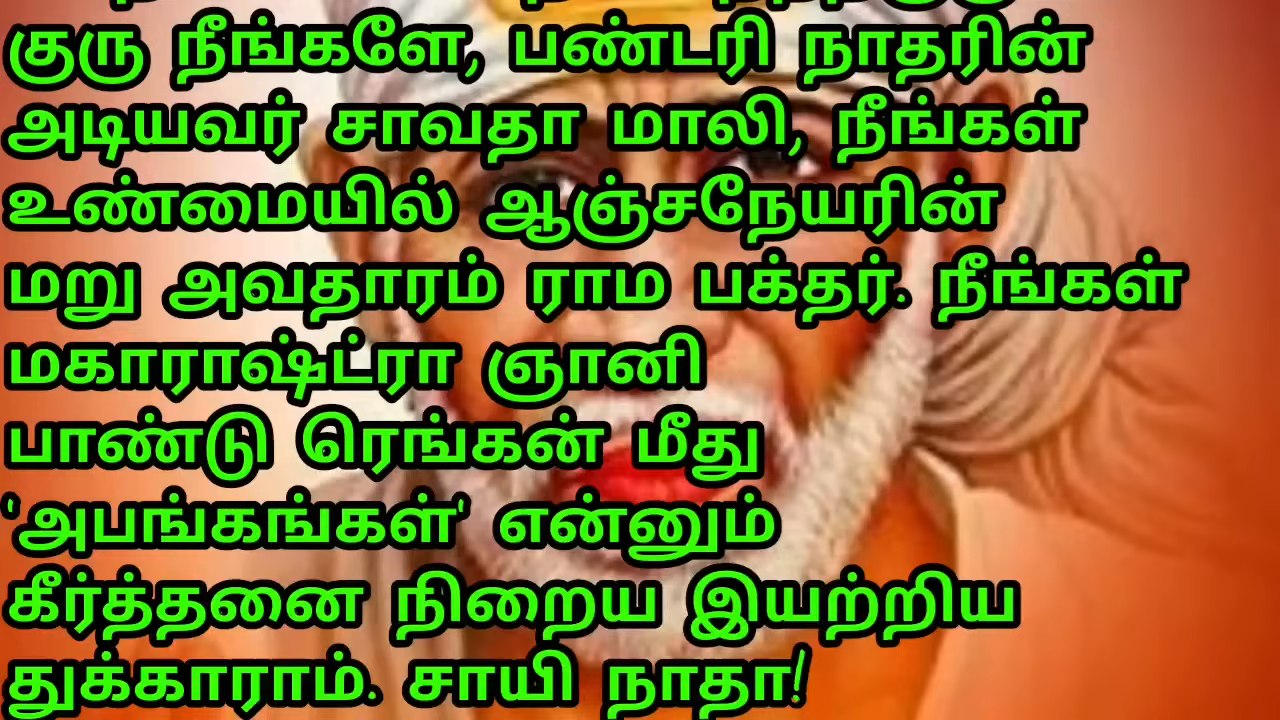 குரு நீங்களே, பண்டரி நாதரின்
அடியவர் சாவதா மாலி, நீங்கள்
உண்மையில் ஆஞ்சநேயரின்
மறு அவதாரம் ராம பக்தர். நீங்கள்
மகாராஷ்ட்ரா ஞானி
பாண்டு ரெங்கன் மீது
'அபங்கங்கள்' என்னும்
கீர்த்தனை நிறைய இயற்றிய
துக்காராம். சாயி நாதா!